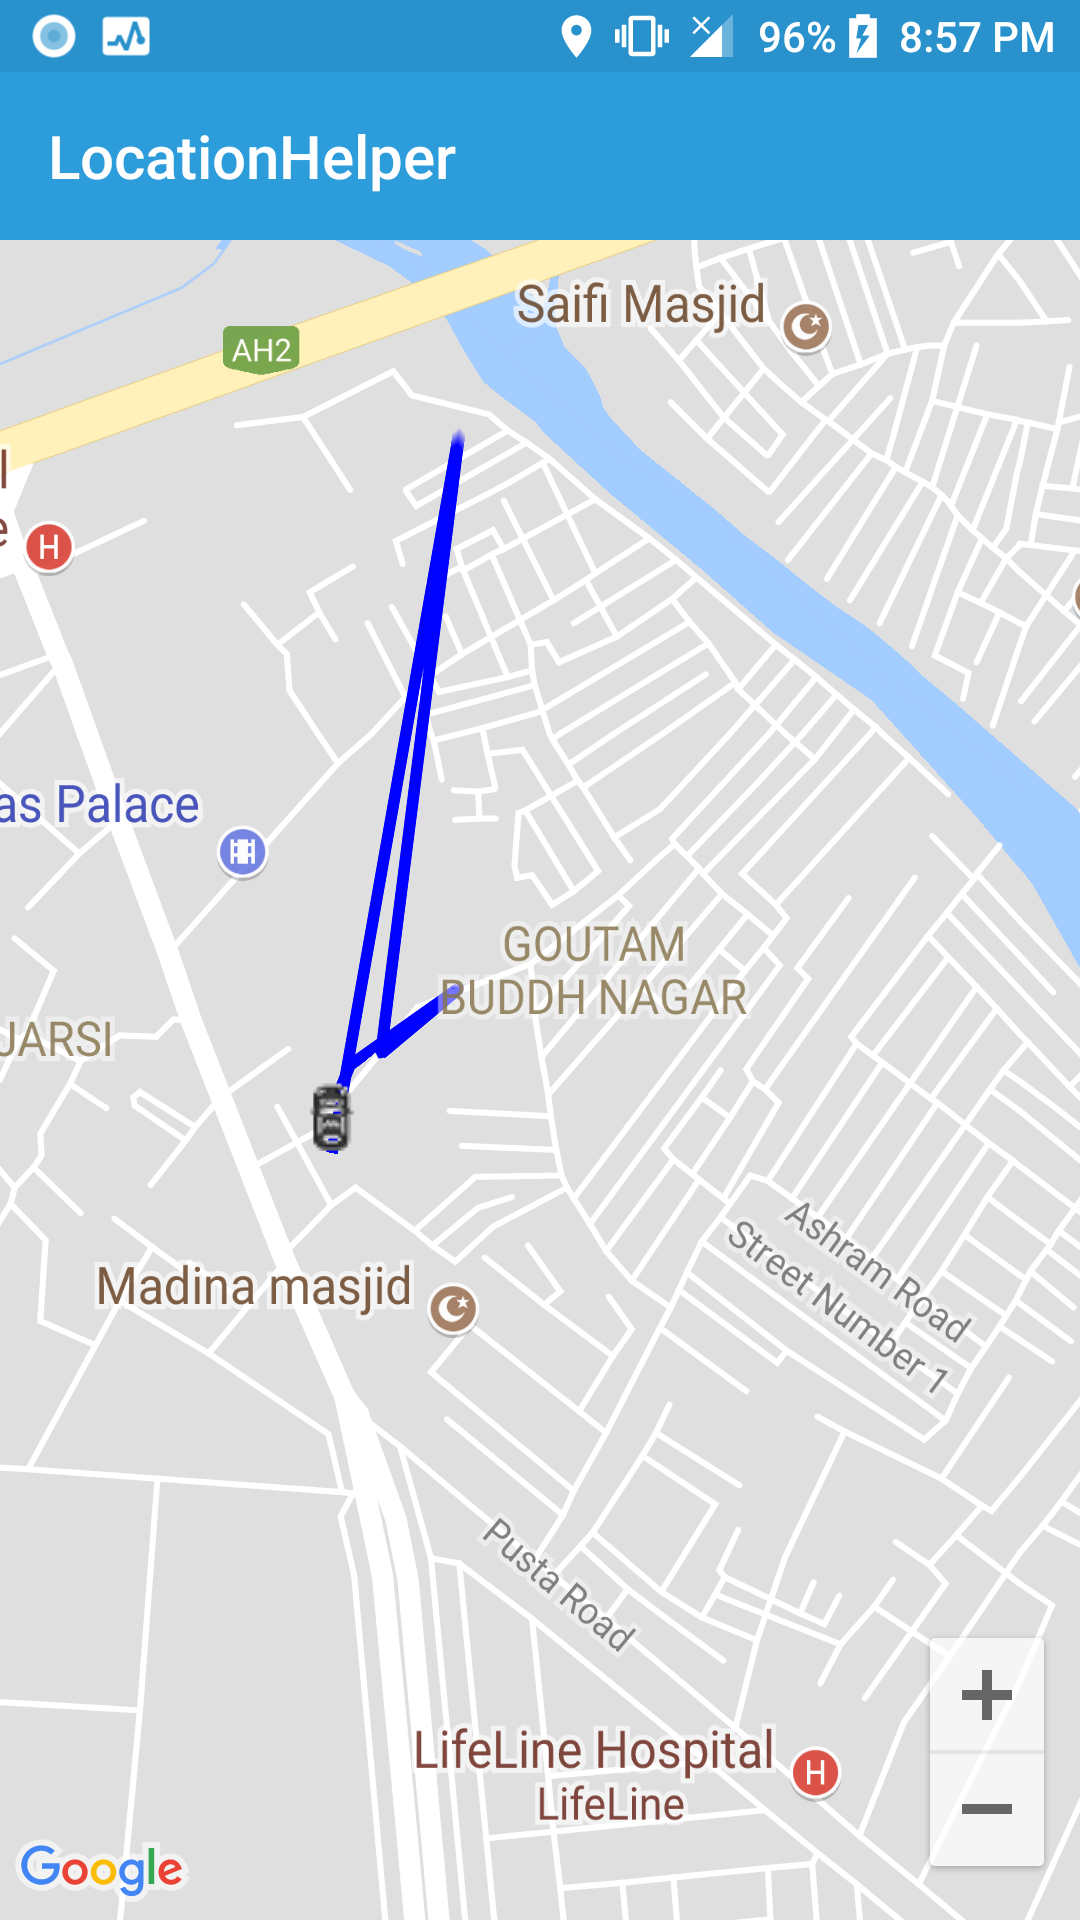 96% 8:57 PM
LocationHelper
Saifi Masjid
AH2
l
e
H
as Palace
GOUTAM
BUDDH NAGAR
JARSI
Ashram Road
Street Number 1
Madina masjid
Pusta Road
LifeLine Hospital
LifeLine
H
Google